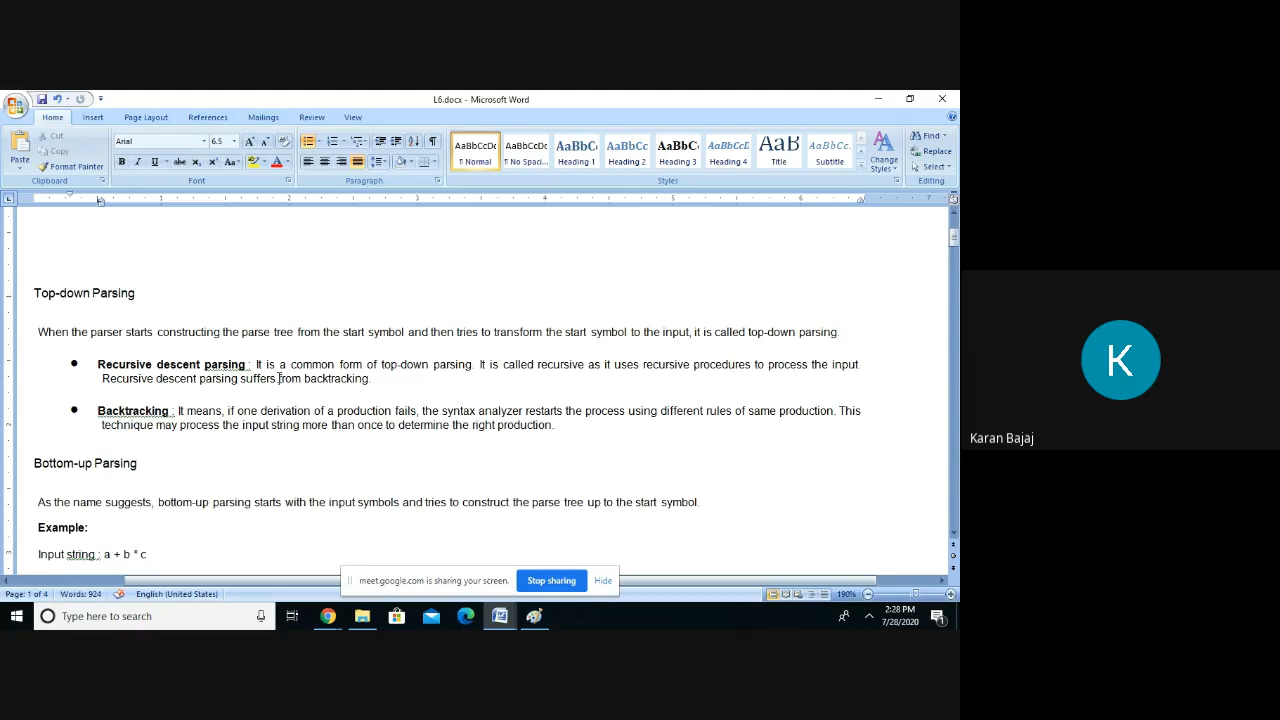 L6.docx - Microsoft Word
Home Insert Page Layout References Mailings Review View
Paste
Cut
Copy
Format Painter
Clipboard
Arial 6.5
Font
Paragraph
AaBbCcDc AaBbCcDc AaBbC AaBbCc AaBbCc AaBbCcD AaB AaBbCc.
¶ Normal ¶ No Spaci... Heading 1 Heading 2 Heading 3 Heading 4 Title Subtitle
Change Styles
Styles
Find
Replace
Select
Editing
1 2 3 4 5 6 7
Top-down Parsing
When the parser starts constructing the parse tree from the start symbol and then tries to transform the start symbol to the input, it is called top-down parsing.
● Recursive descent parsing : It is a common form of top-down parsing. It is called recursive as it uses recursive procedures to process the input.
Recursive descent parsing suffers from backtracking.
● Backtracking : It means, if one derivation of a production fails, the syntax analyzer restarts the process using different rules of same production. This
technique may process the input string more than once to determine the right production.
Bottom-up Parsing
As the name suggests, bottom-up parsing starts with the input symbols and tries to construct the parse tree up to the start symbol.
Example:
Input string : a + b * c
meet.google.com is sharing your screen. Stop sharing Hide
Page: 1 of 4 Words: 924 English (United States) 190%
Type here to search
2:28 PM
7/28/2020
K
Karan Bajaj